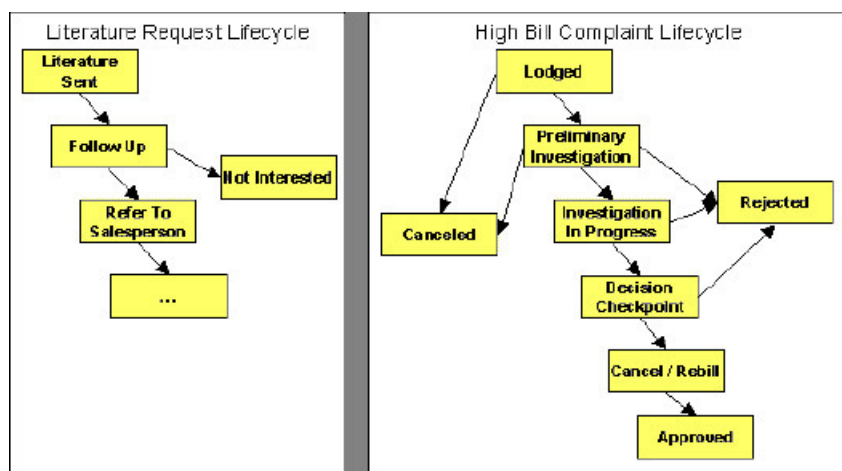 Literature Request Lifecycle
Literature
Sent
Follow Up
Not Interested
Refer To
Salesperson
...
High Bill Complaint Lifecycle
Lodged
Preliminary
Investigation
Canceled
Investigation
In Progress
Rejected
Decision
Checkpoint
Cancel / Rebill
Approved